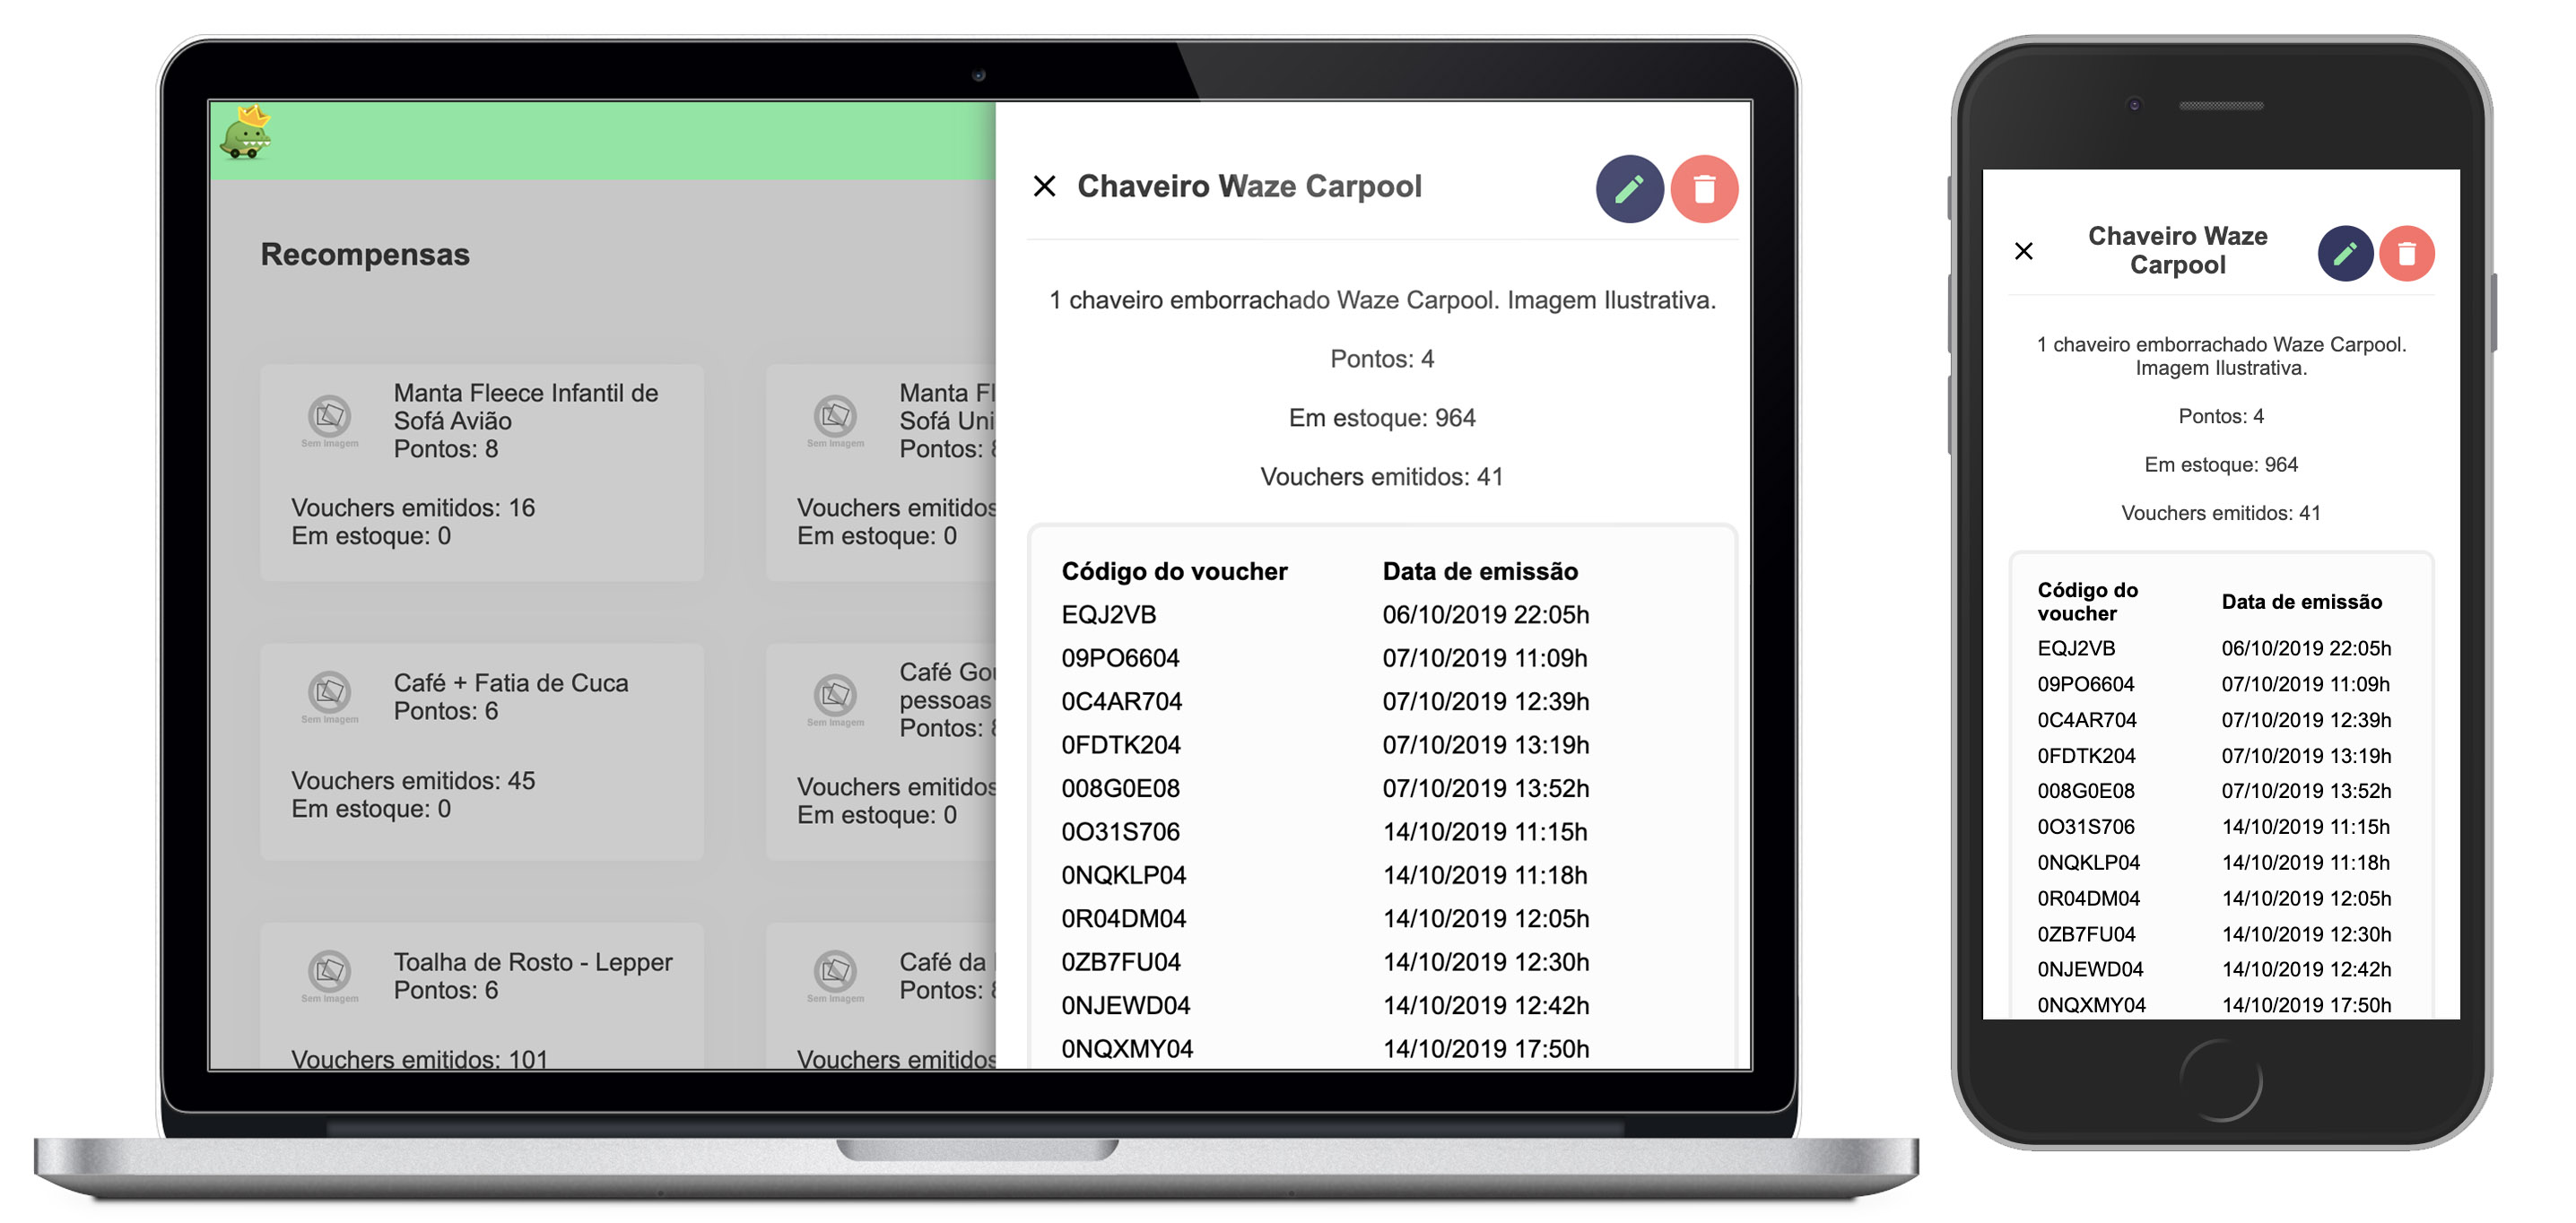 Recompensas
Sem Imagem
Manta Fleece Infantil de
Sofá Avião
Pontos: 8
Vouchers emitidos: 16
Em estoque: 0
Sem Imagem
Manta Fl
Sofá Uni
Pontos:
Vouchers emitidos
Em estoque: 0
Sem Imagem
Café + Fatia de Cuca
Pontos: 6
Vouchers emitidos: 45
Em estoque: 0
Sem Imagem
Café Gou
pessoas
Pontos:
Vouchers emitidos
Em estoque: 0
Sem Imagem
Toalha de Rosto - Lepper
Pontos: 6
Vouchers emitidos: 101
Sem Imagem
Café da
Pontos:
Vouchers emitidos
Chaveiro Waze Carpool
1 chaveiro emborrachado Waze Carpool. Imagem Ilustrativa.
Pontos: 4
Em estoque: 964
Vouchers emitidos: 41
Código do voucher Data de emissão
EQJ2VB 06/10/2019 22:05h
09PO6604 07/10/2019 11:09h
0C4AR704 07/10/2019 12:39h
0FDTK204 07/10/2019 13:19h
008G0E08 07/10/2019 13:52h
0O31S706 14/10/2019 11:15h
0NQKLP04 14/10/2019 11:18h
0R04DM04 14/10/2019 12:05h
0ZB7FU04 14/10/2019 12:30h
0NJEWD04 14/10/2019 12:42h
0NQXMY04 14/10/2019 17:50h
Chaveiro Waze
Carpool
1 chaveiro emborrachado Waze Carpool.
Imagem Ilustrativa.
Pontos: 4
Em estoque: 964
Vouchers emitidos: 41
Código do
voucher
Data de emissão
EQJ2VB 06/10/2019 22:05h
09PO6604 07/10/2019 11:09h
0C4AR704 07/10/2019 12:39h
0FDTK204 07/10/2019 13:19h
008G0E08 07/10/2019 13:52h
0O31S706 14/10/2019 11:15h
0NQKLP04 14/10/2019 11:18h
0R04DM04 14/10/2019 12:05h
0ZB7FU04 14/10/2019 12:30h
0NJEWD04 14/10/2019 12:42h
0NQXMY04 14/10/2019 17:50h